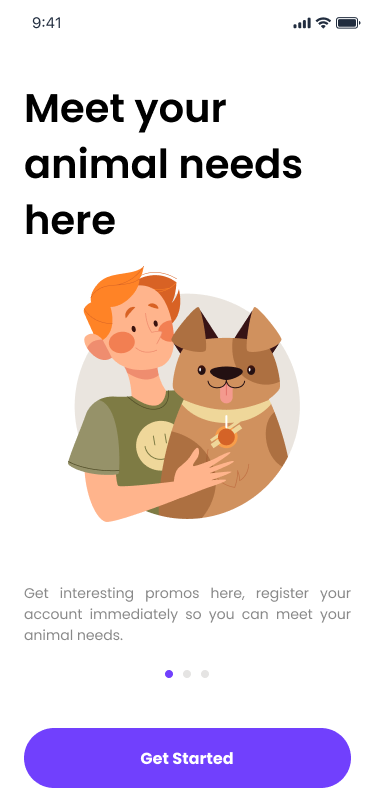 9:41
Meet your
animal needs
here
Get interesting promos here, register your
account immediately so you can meet your
animal needs.
Get Started